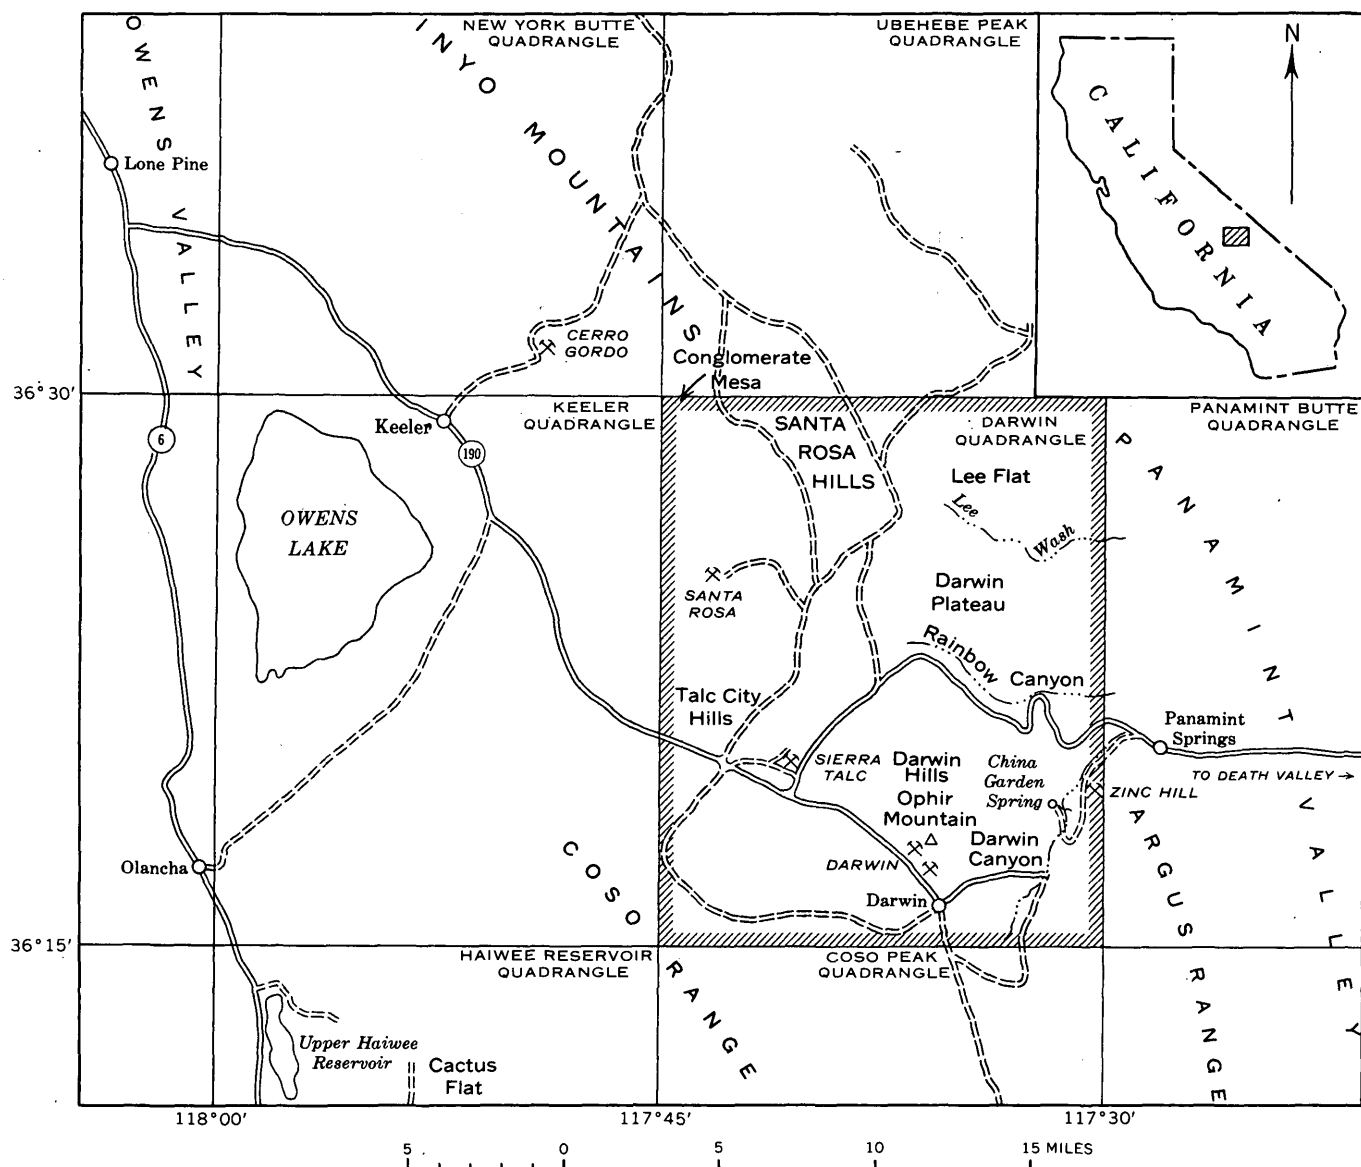 NEW YORK BUTTE
QUADRANGLE
UBEHEBE PEAK
QUADRANGLE
N
OWENS VALLEY
INYO MOUNTAINS
CALIFORNIA
Lone Pine
CERRO
GORDO
Conglomerate
Mesa
36°30′
KEELER
QUADRANGLE
DARWIN
QUADRANGLE
PANAMINT BUTTE
QUADRANGLE
Keeler
6
190
SANTA
ROSA
HILLS
Lee Flat
Lee Wash
PANAMINT VALLEY
OWENS
LAKE
SANTA
ROSA
Darwin
Plateau
Rainbow Canyon
Talc City
Hills
Panamint
Springs
SIERRA
TALC
Darwin
Hills
China
Garden
Spring
TO DEATH VALLEY →
ZINC HILL
Ophir
Mountain
Darwin
Canyon
DARWIN
ARGUS RANGE
Olancha
COSO RANGE
Darwin
36°15′
HAIWEE RESERVOIR
QUADRANGLE
COSO PEAK
QUADRANGLE
Upper Haiwee
Reservoir
Cactus
Flat
118°00′
117°45′
117°30′
5 0 5 10 15 MILES